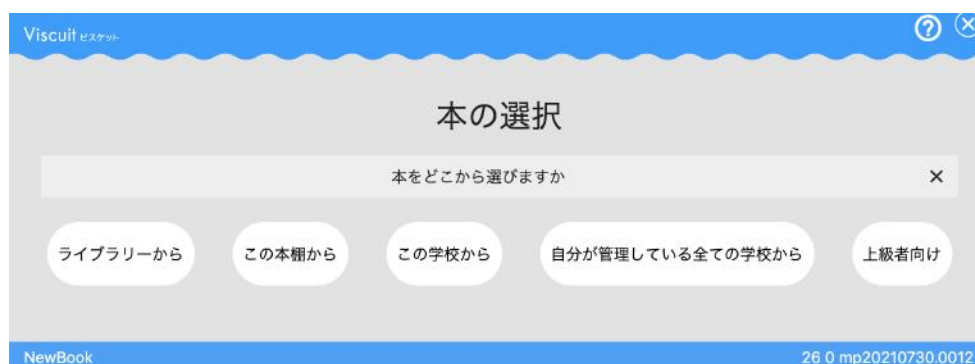 Viscuit ビスケット
本の選択
本をどこから選びますか ×
ライブラリーから この本棚から この学校から 自分が管理している全ての学校から 上級者向け
NewBook 26 0 mp20210730.0012